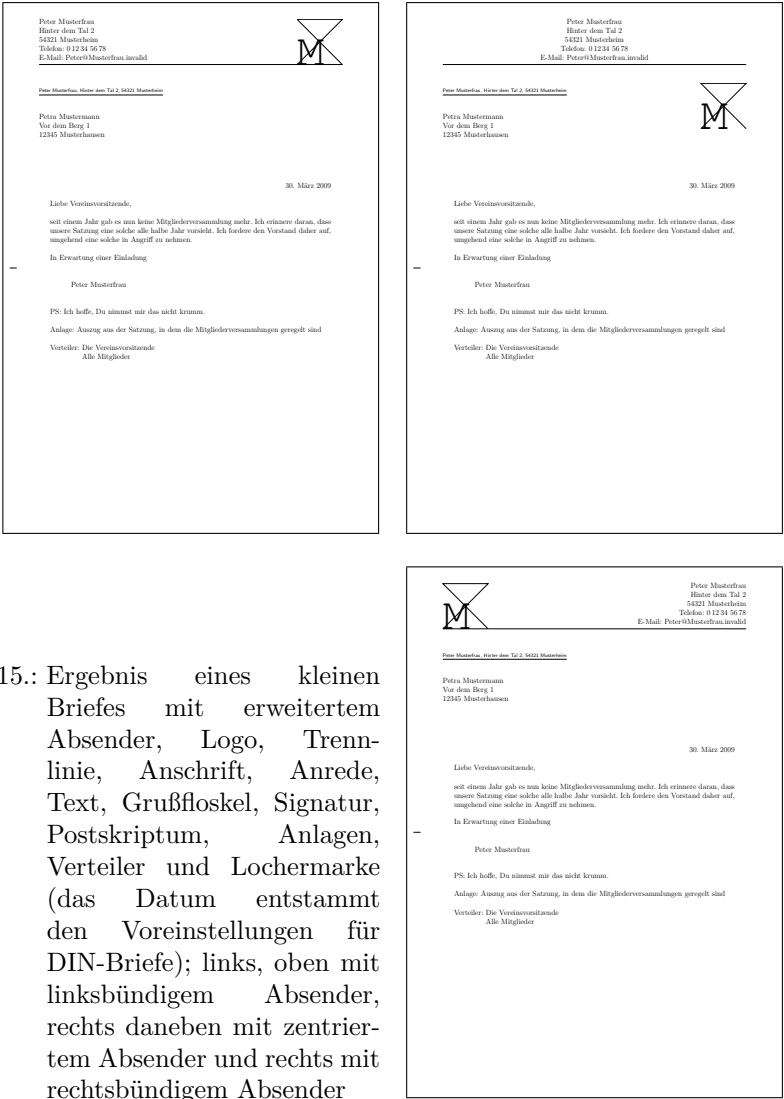 Peter Musterfrau
Hinter dem Tal 2
54321 Musterheim
Telefon: 0 12 34 56 78
E-Mail: Peter@Musterfrau.invalid
M
Peter Musterfrau, Hinter dem Tal 2, 54321 Musterheim
Petra Mustermann
Vor dem Berg 1
12345 Musterhausen
30. März 2009
Liebe Vereinsvorsitzende,
seit einem Jahr gab es nun keine Mitgliederversammlung mehr. Ich erinnere daran, dass
unsere Satzung eine solche alle halbe Jahr vorsieht. Ich fordere den Vorstand daher auf,
umgehend eine solche in Angriff zu nehmen.
In Erwartung einer Einladung
Peter Musterfrau
PS: Ich hoffe, Du nimmst mir das nicht krumm.
Anlage: Auszug aus der Satzung, in dem die Mitgliederversammlungen geregelt sind
Verteiler: Die Vereinsvorsitzende
Alle Mitglieder
Peter Musterfrau
Hinter dem Tal 2
54321 Musterheim
Telefon: 0 12 34 56 78
E-Mail: Peter@Musterfrau.invalid
Peter Musterfrau, Hinter dem Tal 2, 54321 Musterheim
M
Petra Mustermann
Vor dem Berg 1
12345 Musterhausen
30. März 2009
Liebe Vereinsvorsitzende,
seit einem Jahr gab es nun keine Mitgliederversammlung mehr. Ich erinnere daran, dass
unsere Satzung eine solche alle halbe Jahr vorsieht. Ich fordere den Vorstand daher auf,
umgehend eine solche in Angriff zu nehmen.
In Erwartung einer Einladung
Peter Musterfrau
PS: Ich hoffe, Du nimmst mir das nicht krumm.
Anlage: Auszug aus der Satzung, in dem die Mitgliederversammlungen geregelt sind
Verteiler: Die Vereinsvorsitzende
Alle Mitglieder
15.: Ergebnis eines kleinen
Briefes mit erweitertem
Absender, Logo, Trenn-
linie, Anschrift, Anrede,
Text, Grußfloskel, Signatur,
Postskriptum, Anlagen,
Verteiler und Lochermarke
(das Datum entstammt
den Voreinstellungen für
DIN-Briefe); links, oben mit
linksbündigem Absender,
rechts daneben mit zentrier-
tem Absender und rechts mit
rechtsbündigem Absender
M
Peter Musterfrau
Hinter dem Tal 2
54321 Musterheim
Telefon: 0 12 34 56 78
E-Mail: Peter@Musterfrau.invalid
Peter Musterfrau, Hinter dem Tal 2, 54321 Musterheim
Petra Mustermann
Vor dem Berg 1
12345 Musterhausen
30. März 2009
Liebe Vereinsvorsitzende,
seit einem Jahr gab es nun keine Mitgliederversammlung mehr. Ich erinnere daran, dass
unsere Satzung eine solche alle halbe Jahr vorsieht. Ich fordere den Vorstand daher auf,
umgehend eine solche in Angriff zu nehmen.
In Erwartung einer Einladung
Peter Musterfrau
PS: Ich hoffe, Du nimmst mir das nicht krumm.
Anlage: Auszug aus der Satzung, in dem die Mitgliederversammlungen geregelt sind
Verteiler: Die Vereinsvorsitzende
Alle Mitglieder